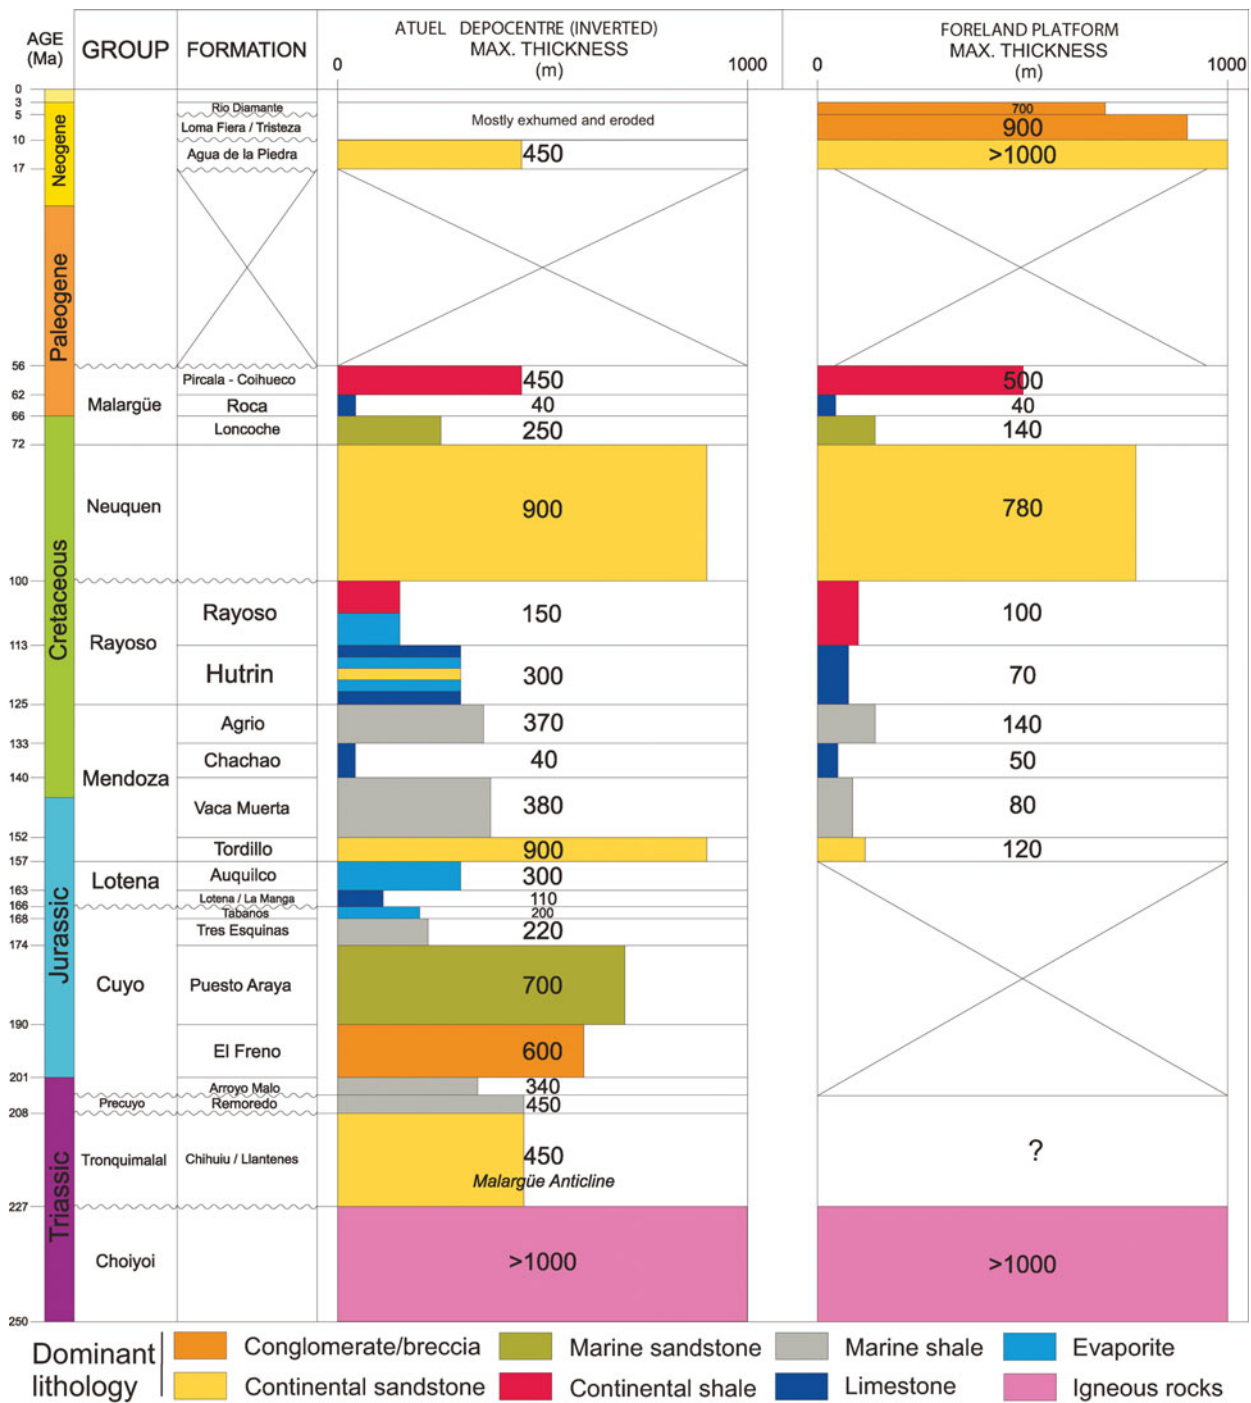 AGE
(Ma)
GROUP
FORMATION
ATUEL DEPOCENTRE (INVERTED)
MAX. THICKNESS
(m)
0
1000
FORELAND PLATFORM
MAX. THICKNESS
(m)
0
1000
0
3
5
10
17
56
62
66
72
100
113
125
133
140
152
157
163
166
168
174
190
201
208
227
250
Neogene
Paleogene
Cretaceous
Jurassic
Triassic
Rio Diamante
Mostly exhumed and eroded
700
Loma Fiera / Tristeza
900
Agua de la Piedra
450
>1000
Malargüe
Pircala - Coihueco
450
500
Roca
40
40
Loncoche
250
140
Neuquen
900
780
Rayoso
Rayoso
150
100
Hutrin
300
70
Mendoza
Agrio
370
140
Chachao
40
50
Vaca Muerta
380
80
Tordillo
900
120
Lotena
Auquilco
300
Lotena / La Manga
110
Cuyo
Tabanos
200
Tres Esquinas
220
Puesto Araya
700
El Freno
600
Arroyo Malo
340
Precuyo
Remoredo
450
Tronquimalal
Chihuiu / Llantenes
450
Malargüe Anticline
?
Choiyoi
>1000
>1000
Dominant
lithology
Conglomerate/breccia
Marine sandstone
Marine shale
Evaporite
Continental sandstone
Continental shale
Limestone
Igneous rocks